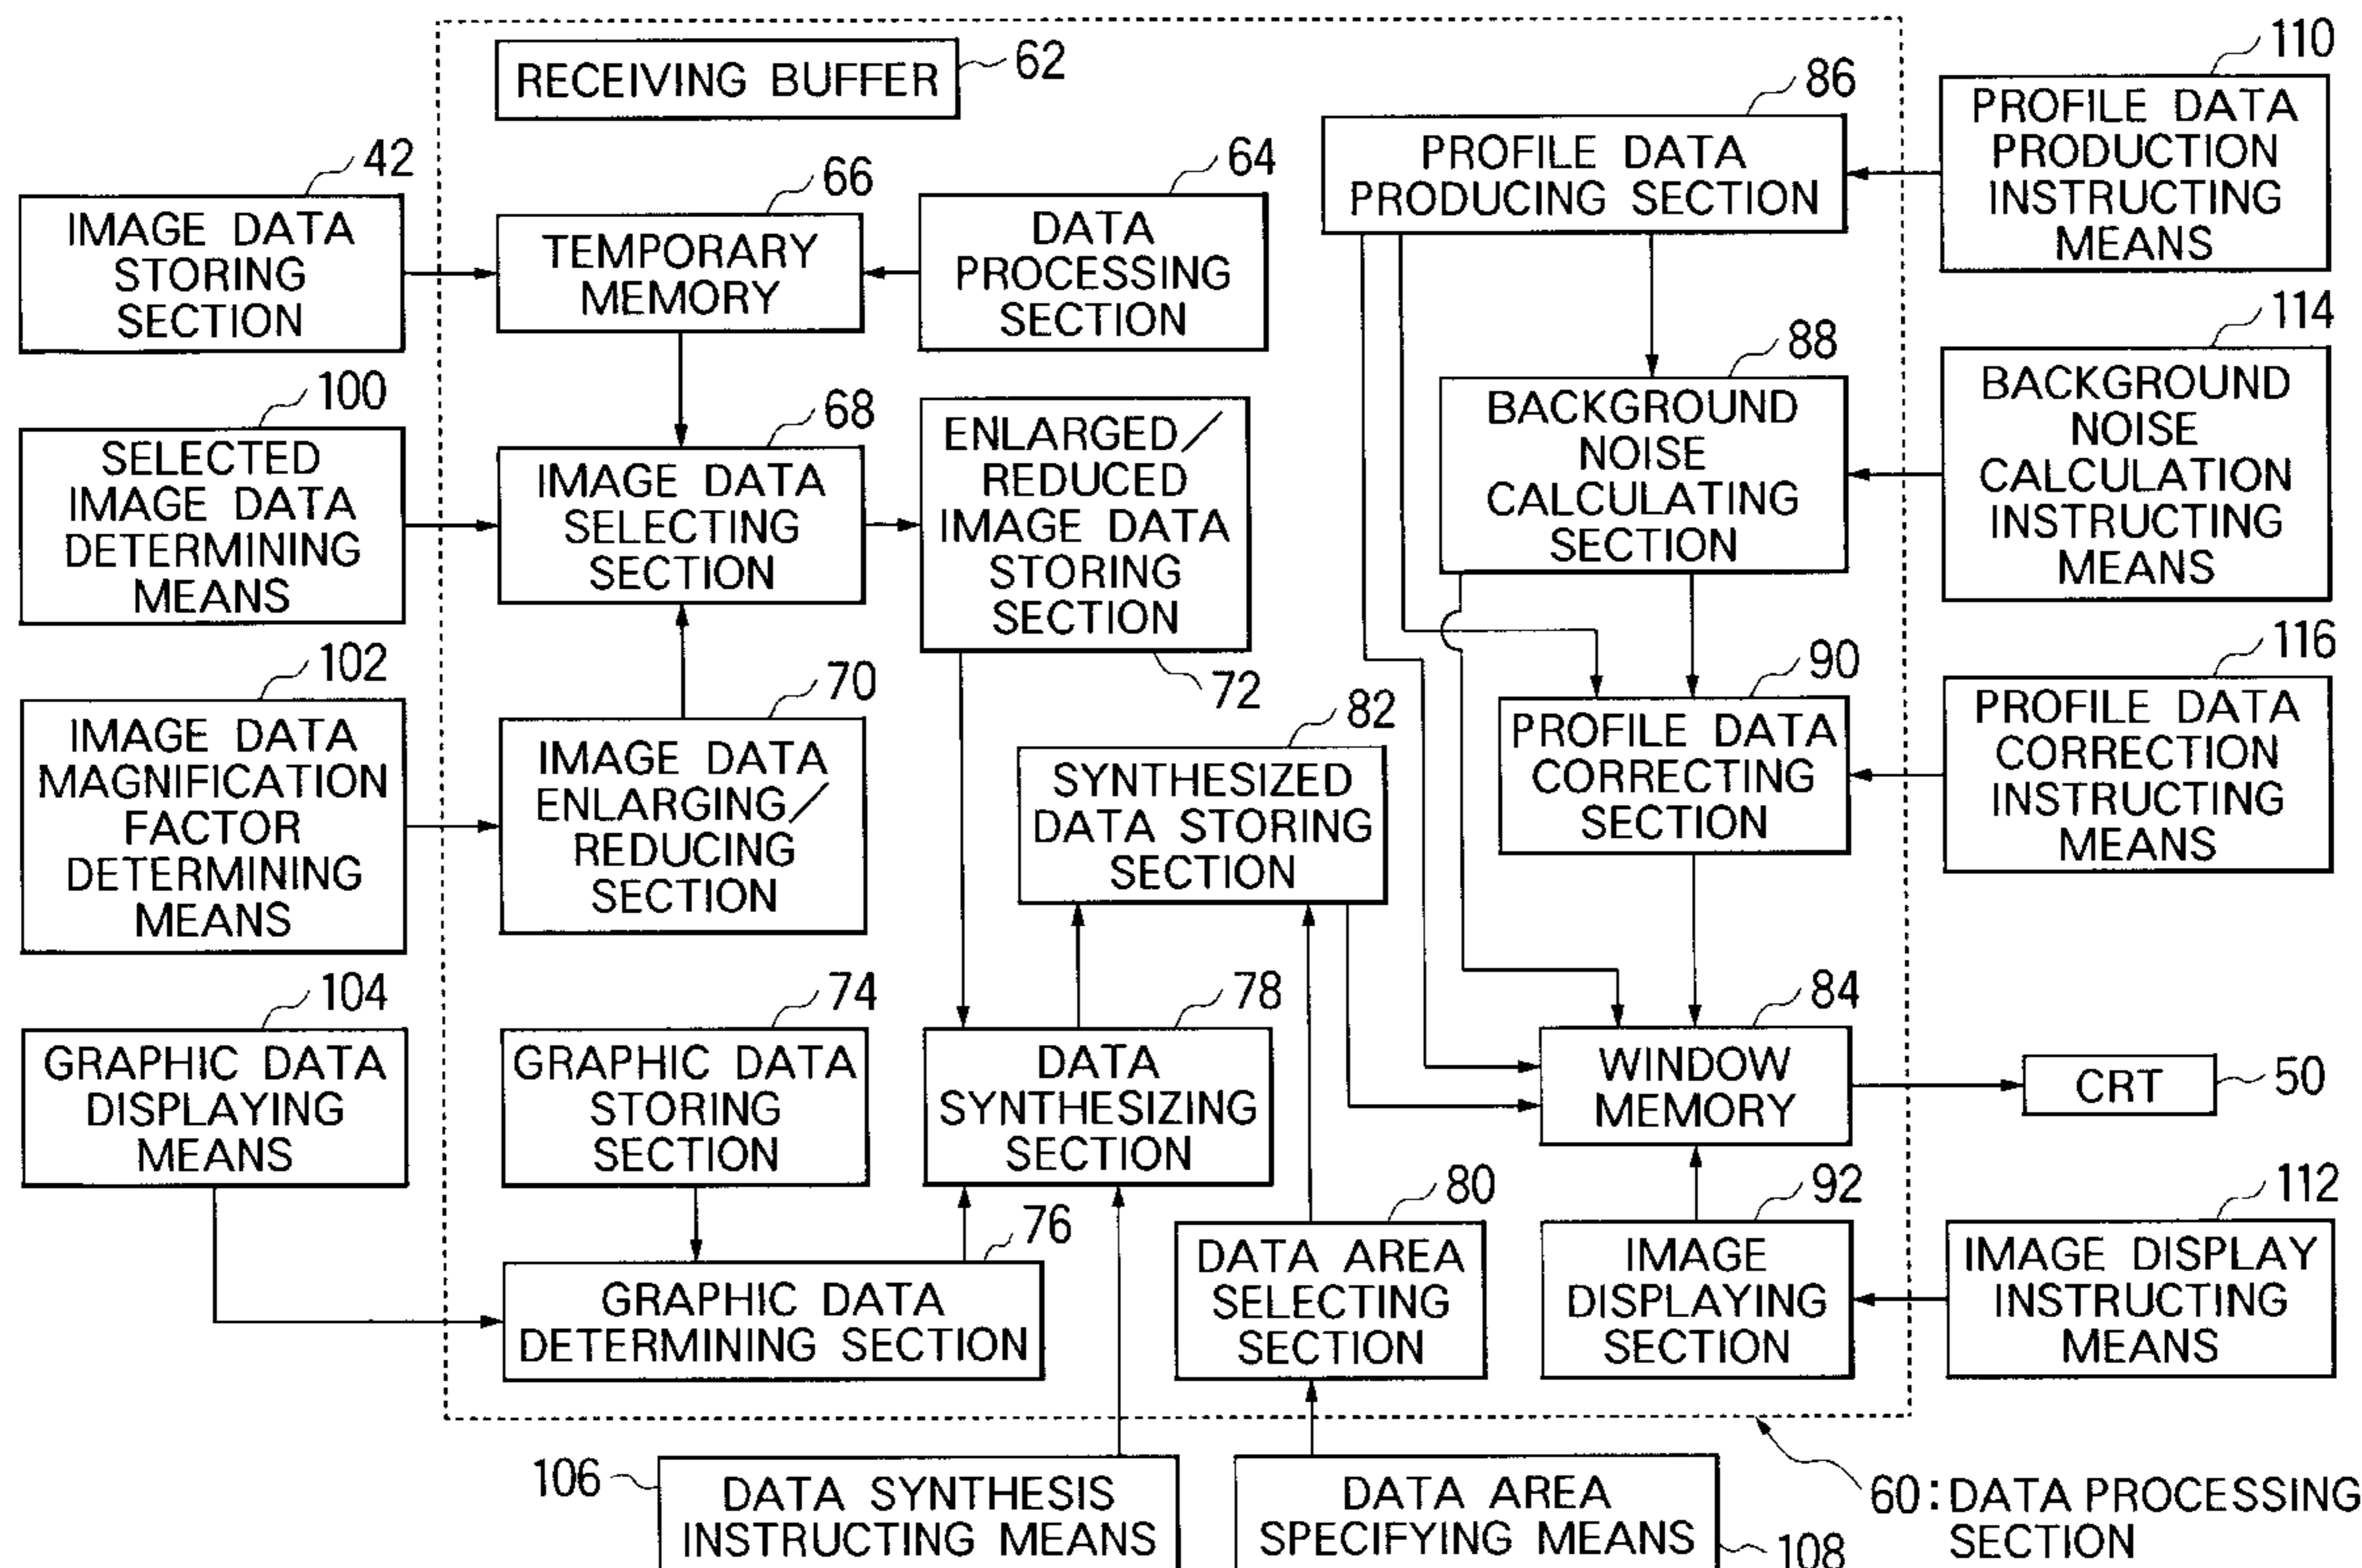 RECEIVING BUFFER
62
86
110
PROFILE DATA
PRODUCING SECTION
PROFILE DATA
PRODUCTION
INSTRUCTING
MEANS
42
IMAGE DATA
STORING
SECTION
66
TEMPORARY
MEMORY
64
DATA
PROCESSING
SECTION
114
BACKGROUND
NOISE
CALCULATION
INSTRUCTING
MEANS
88
BACKGROUND
NOISE
CALCULATING
SECTION
100
SELECTED
IMAGE DATA
DETERMINING
MEANS
68
IMAGE DATA
SELECTING
SECTION
ENLARGED/
REDUCED
IMAGE DATA
STORING
SECTION
72
102
IMAGE DATA
MAGNIFICATION
FACTOR
DETERMINING
MEANS
70
IMAGE DATA
ENLARGING/
REDUCING
SECTION
82
SYNTHESIZED
DATA STORING
SECTION
90
PROFILE DATA
CORRECTING
SECTION
116
PROFILE DATA
CORRECTION
INSTRUCTING
MEANS
104
GRAPHIC DATA
DISPLAYING
MEANS
74
GRAPHIC DATA
STORING
SECTION
78
DATA
SYNTHESIZING
SECTION
84
WINDOW
MEMORY
CRT
50
76
GRAPHIC DATA
DETERMINING SECTION
80
DATA AREA
SELECTING
SECTION
92
IMAGE
DISPLAYING
SECTION
112
IMAGE DISPLAY
INSTRUCTING
MEANS
106
DATA SYNTHESIS
INSTRUCTING MEANS
DATA AREA
SPECIFYING MEANS
108
60:DATA PROCESSING
SECTION